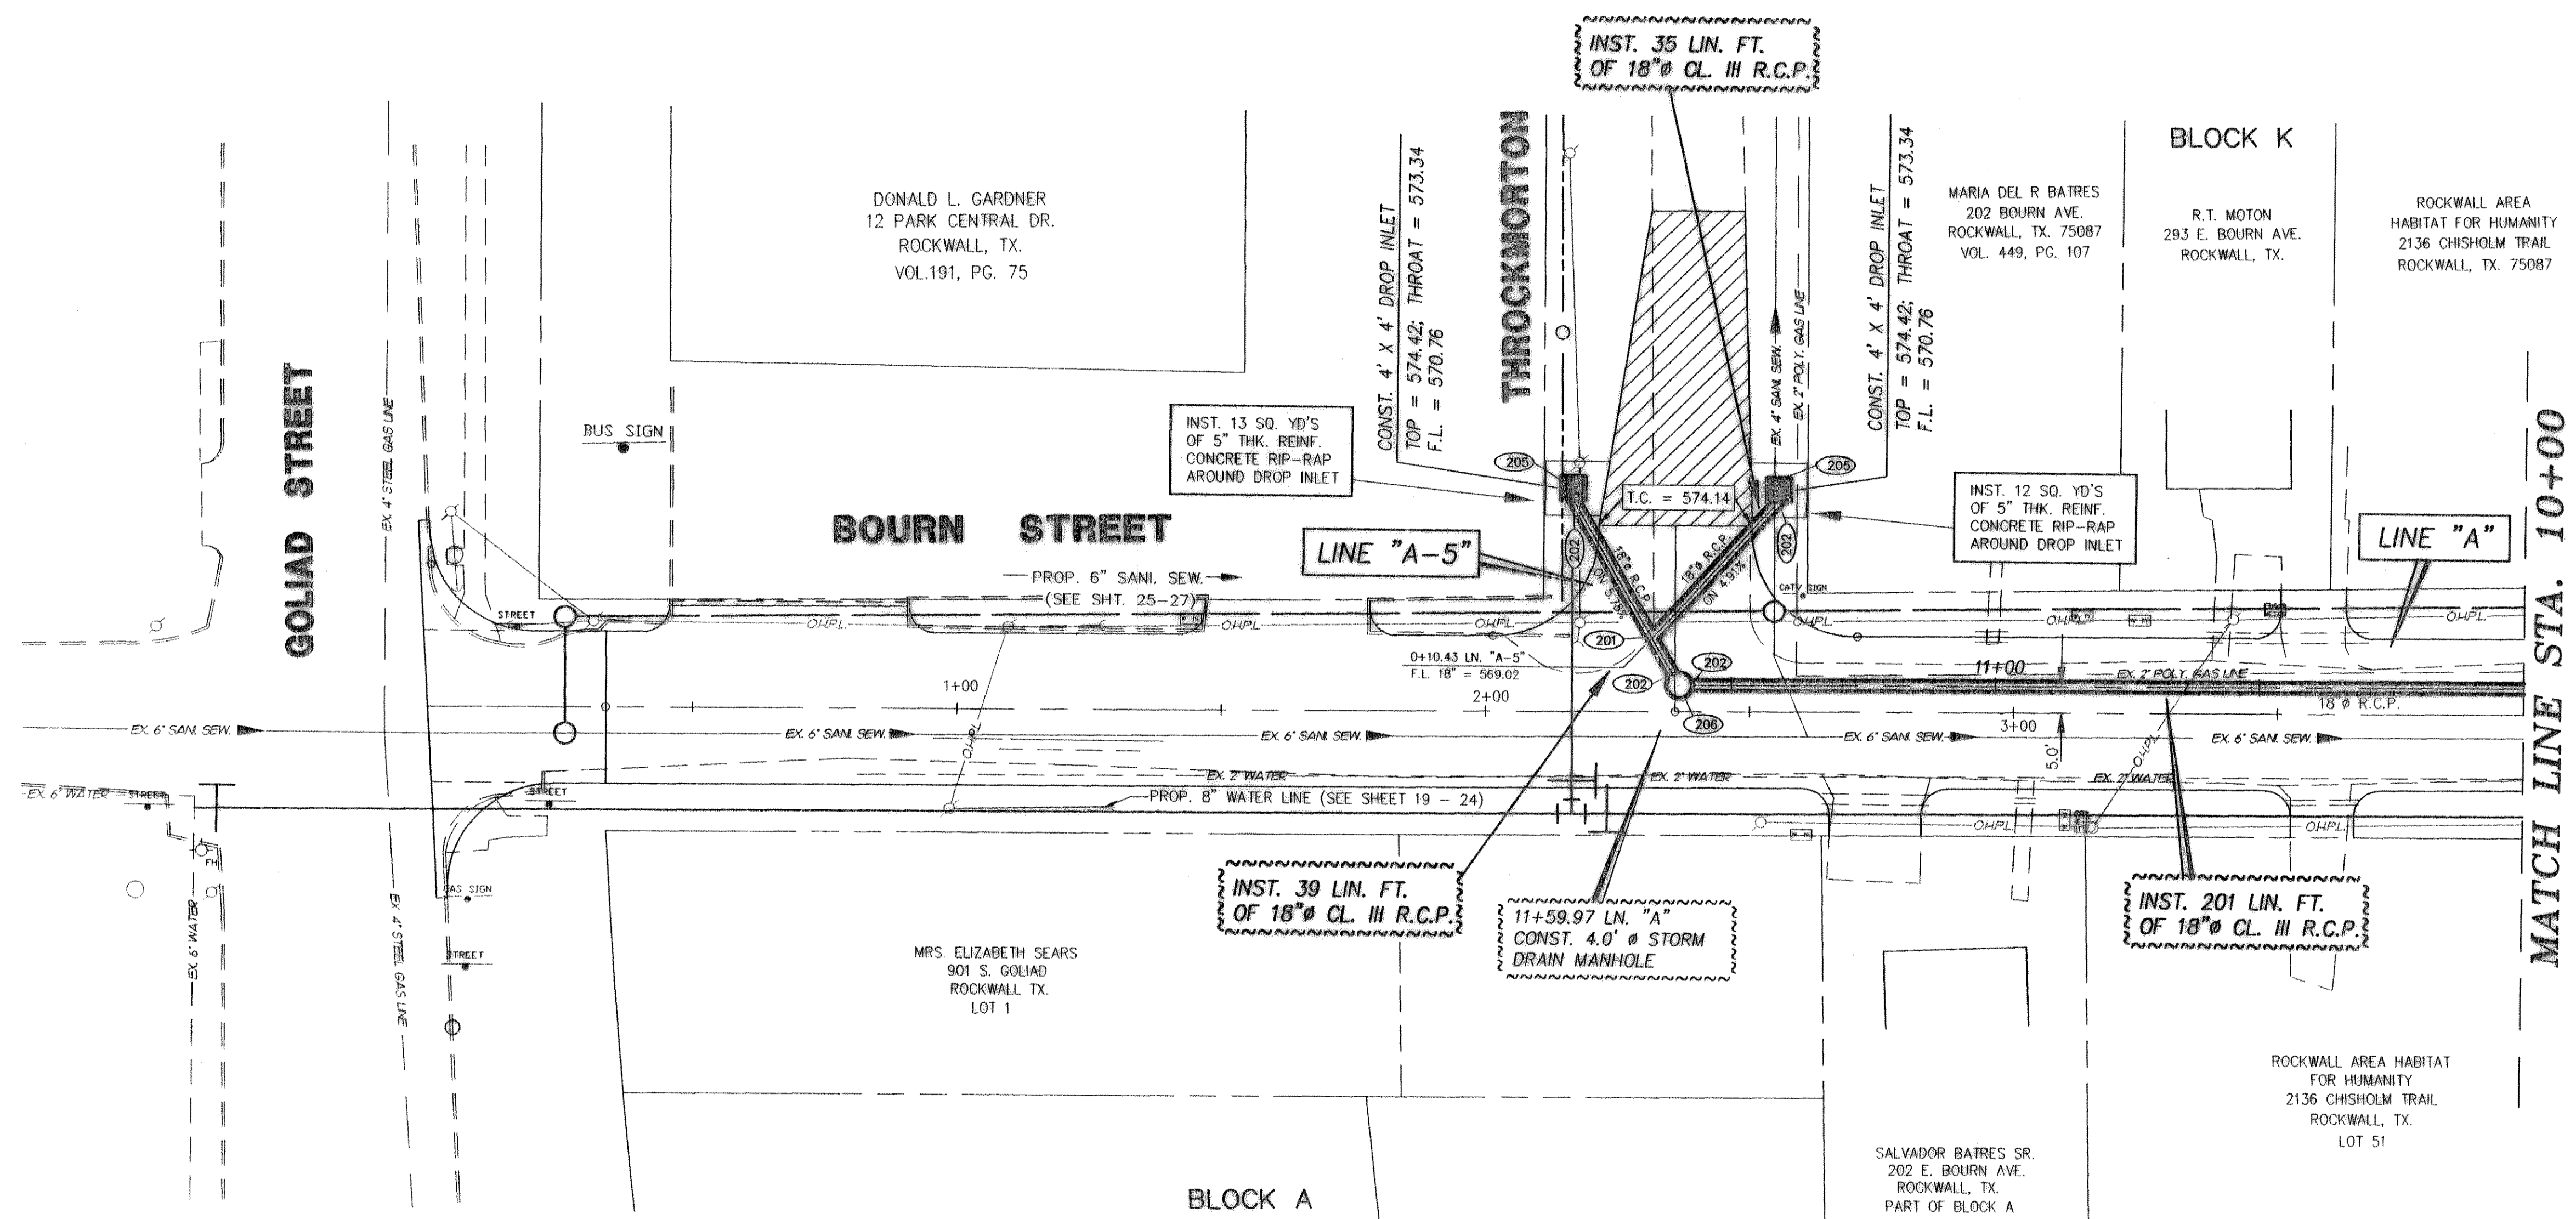 INST. 35 LIN. FT.
OF 18"ø CL. III R.C.P.
DONALD L. GARDNER
12 PARK CENTRAL DR.
ROCKWALL, TX.
VOL.191, PG. 75
THROCKMORTON
CONST. 4' X 4' DROP INLET
TOP = 574.42; THROAT = 573.34
F.L. = 570.76
CONST. 4' X 4' DROP INLET
TOP = 574.42; THROAT = 573.34
F.L. = 570.76
BLOCK K
MARIA DEL R BATRES
202 BOURN AVE.
ROCKWALL, TX. 75087
VOL. 449, PG. 107
R.T. MOTON
293 E. BOURN AVE.
ROCKWALL, TX.
ROCKWALL AREA
HABITAT FOR HUMANITY
2136 CHISHOLM TRAIL
ROCKWALL, TX. 75087
GOLIAD STREET
EX. 4" STEEL GAS LINE
BUS SIGN
INST. 13 SQ. YD'S
OF 5" THK. REINF.
CONCRETE RIP-RAP
AROUND DROP INLET
EX. 4" SANI. SEW.
EX. 2" POLY. GAS LINE
205
205
T.C. = 574.14
INST. 12 SQ. YD'S
OF 5" THK. REINF.
CONCRETE RIP-RAP
AROUND DROP INLET
BOURN STREET
LINE "A-5"
202
202
18"ø R.C.P.
ON 5.78%
18"ø R.C.P.
ON 4.91%
LINE "A"
MATCH LINE STA. 10+00
PROP. 6" SANI. SEW.
(SEE SHT. 25-27)
STREET
CATV SIGN
O.H.P.L.
O.H.P.L.
O.H.P.L.
O.H.P.L.
O.H.P.L.
O.H.P.L.
O.H.P.L.
201
0+10.43 LN. "A-5"
F.L. 18" = 569.02
202
202
206
11+00
EX. 2" POLY. GAS LINE
18"ø R.C.P.
1+00
2+00
3+00
5.0'
EX. 6" SANI. SEW.
EX. 6" SANI. SEW.
EX. 6" SANI. SEW.
EX. 6" SANI. SEW.
EX. 6" SANI. SEW.
O.H.P.L.
O.H.P.L.
EX. 2" WATER
EX. 2" WATER
EX. 2" WATER
EX. 6" WATER
STREET
STREET
PROP. 8" WATER LINE (SEE SHEET 19 - 24)
O.H.P.L.
O.H.P.L.
FH
GAS SIGN
EX. 6" WATER
EX. 4" STEEL GAS LINE
STREET
INST. 39 LIN. FT.
OF 18"ø CL. III R.C.P.
11+59.97 LN. "A"
CONST. 4.0' ø STORM
DRAIN MANHOLE
INST. 201 LIN. FT.
OF 18"ø CL. III R.C.P.
MRS. ELIZABETH SEARS
901 S. GOLIAD
ROCKWALL TX.
LOT 1
ROCKWALL AREA HABITAT
FOR HUMANITY
2136 CHISHOLM TRAIL
ROCKWALL, TX.
LOT 51
SALVADOR BATRES SR.
202 E. BOURN AVE.
ROCKWALL, TX.
PART OF BLOCK A
BLOCK A